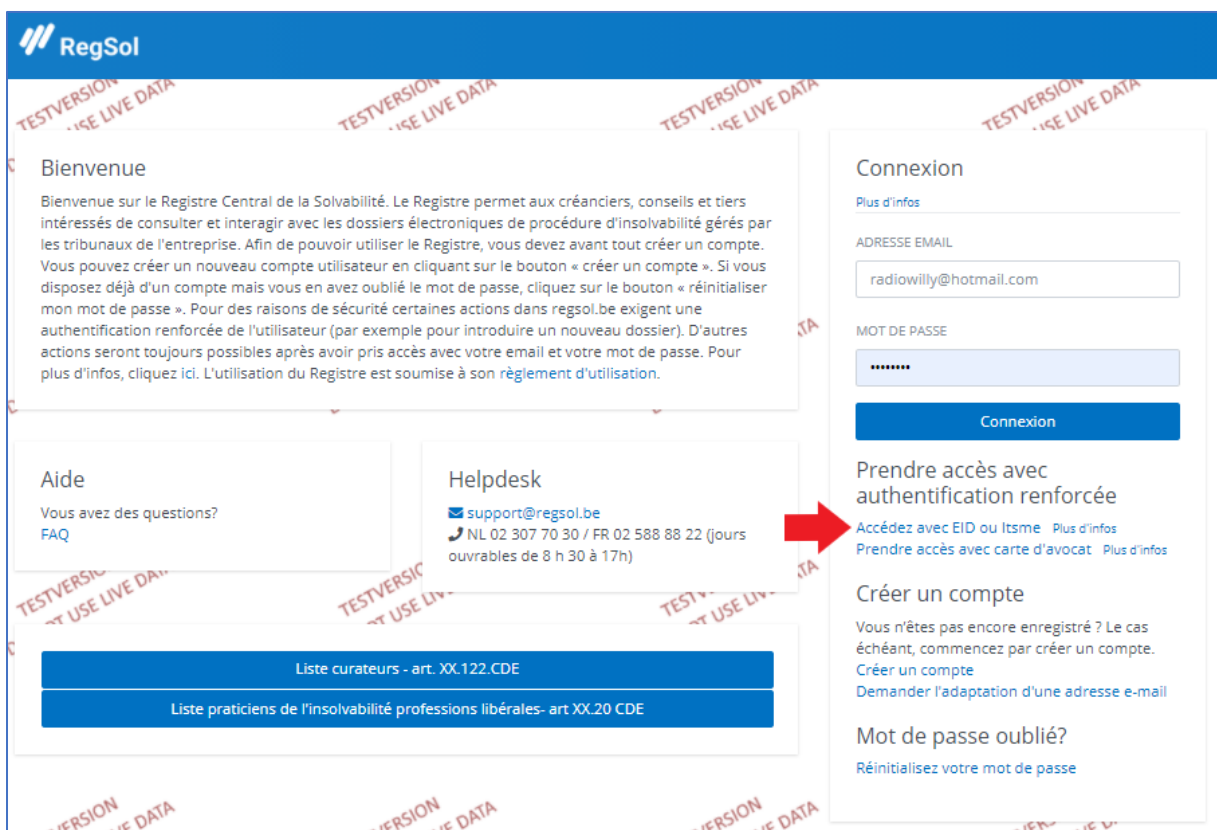 RegSol
TESTVERSION TESTVERSION TESTVERSION TESTVERSION
USE LIVE DATA USE LIVE DATA USE LIVE DATA USE LIVE DATA
Bienvenue
Bienvenue sur le Registre Central de la Solvabilité. Le Registre permet aux créanciers, conseils et tiers
intéressés de consulter et interagir avec les dossiers électroniques de procédure d'insolvabilité gérés par
les tribunaux de l'entreprise. Afin de pouvoir utiliser le Registre, vous devez avant tout créer un compte.
Vous pouvez créer un nouveau compte utilisateur en cliquant sur le bouton « créer un compte ». Si vous
disposez déjà d'un compte mais vous en avez oublié le mot de passe, cliquez sur le bouton « réinitialiser
mon mot de passe ». Pour des raisons de sécurité certaines actions dans regsol.be exigent une
authentification renforcée de l'utilisateur (par exemple pour introduire un nouveau dossier). D'autres
actions seront toujours possibles après avoir pris accès avec votre email et votre mot de passe. Pour
plus d'infos, cliquez ici. L'utilisation du Registre est soumise à son règlement d'utilisation.
Aide
Vous avez des questions?
FAQ
Helpdesk
support@regsol.be
NL 02 307 70 30 / FR 02 588 88 22 (jours
ouvrables de 8 h 30 à 17h)
Liste curateurs - art. XX.122.CDE
Liste praticiens de l'insolvabilité professions libérales- art XX.20 CDE
Connexion
Plus d'infos
ADRESSE EMAIL
radiowilly@hotmail.com
MOT DE PASSE
••••••••
Connexion
Prendre accès avec
authentification renforcée
Accédez avec EID ou Itsme Plus d'infos
Prendre accès avec carte d'avocat Plus d'infos
Créer un compte
Vous n'êtes pas encore enregistré ? Le cas
échéant, commencez par créer un compte.
Créer un compte
Demander l'adaptation d'une adresse e-mail
Mot de passe oublié?
Réinitialisez votre mot de passe